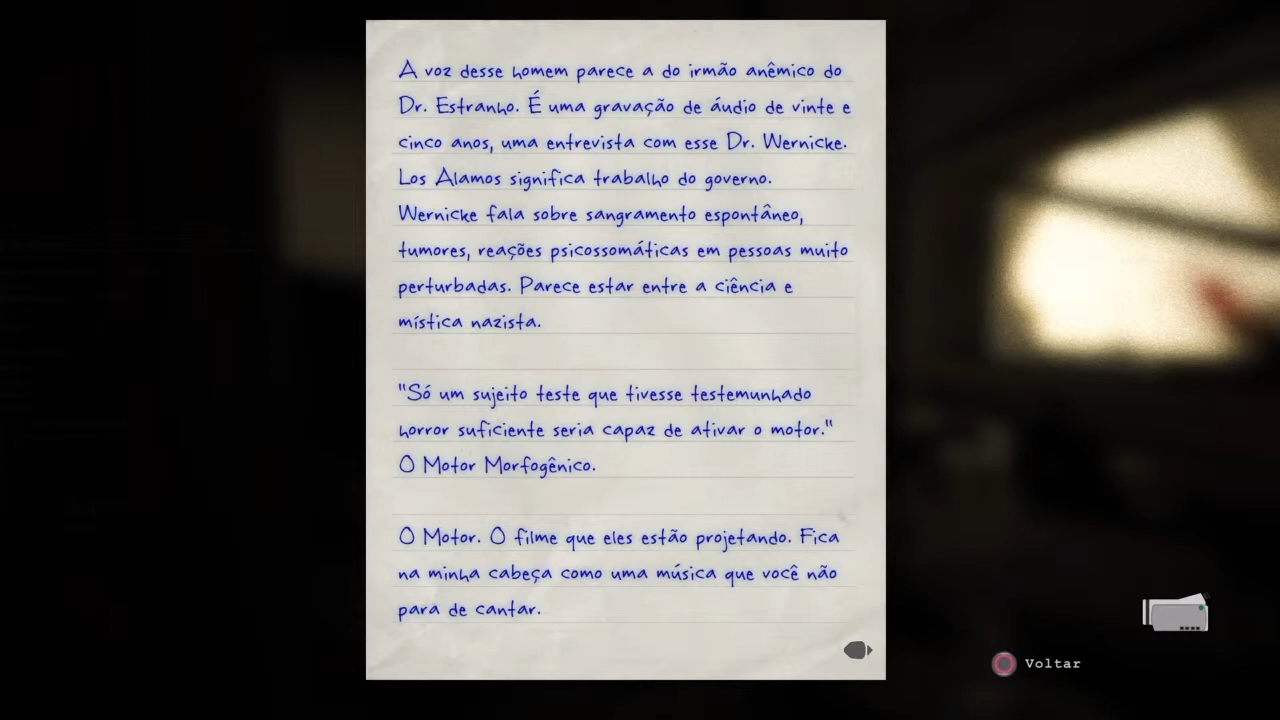 A voz desse homem parece a do irmão anêmico do
Dr. Estranho. É uma gravação de áudio de vinte e
cinco anos, uma entrevista com esse Dr. Wernicke.
Los Alamos significa trabalho do governo.
Wernicke fala sobre sangramento espontâneo,
tumores, reações psicossomáticas em pessoas muito
perturbadas. Parece estar entre a ciência e
mística nazista.
"Só um sujeito teste que tivesse testemunhado
horror suficiente seria capaz de ativar o motor."
O Motor Morfogênico.
O Motor. O filme que eles estão projetando. Fica
na minha cabeça como uma música que você não
para de cantar.
Voltar